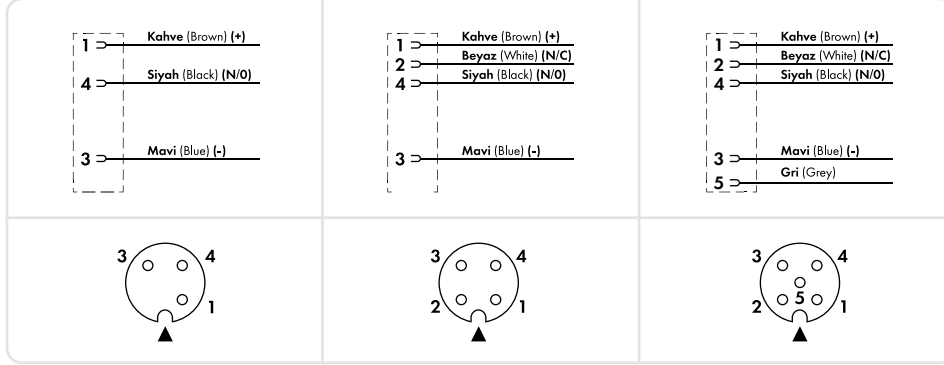 1 Kahve (Brown) (+)
4 Siyah (Black) (N/0)
3 Mavi (Blue) (-)
1 Kahve (Brown) (+)
2 Beyaz (White) (N/C)
4 Siyah (Black) (N/0)
3 Mavi (Blue) (-)
1 Kahve (Brown) (+)
2 Beyaz (White) (N/C)
4 Siyah (Black) (N/0)
3 Mavi (Blue) (-)
5 Gri (Grey)
3 4
1
3 4
2 1
3 4
2 5 1